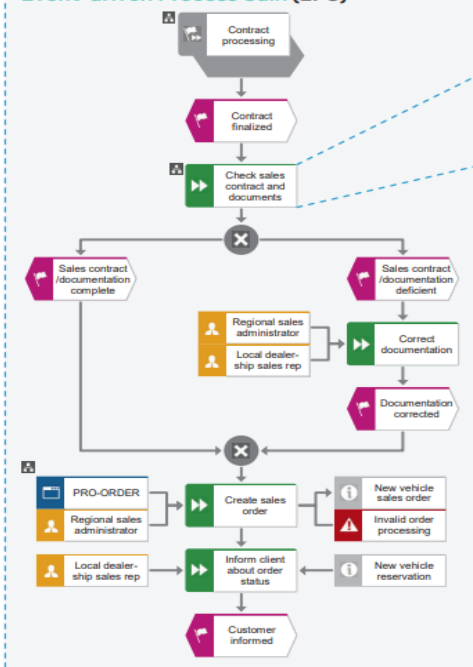 Contract
processing
Contract
finalized
Check sales
contract and
documents
Sales contract
/documentation
complete
Sales contract
/documentation
deficient
Regional sales
administrator
Local dealer-
ship sales rep
Correct
documentation
Documentation
corrected
PRO-ORDER
Regional sales
administrator
Create sales
order
New vehicle
sales order
Invalid order
processing
Local dealer-
ship sales rep
Inform client
about order
status
New vehicle
reservation
Customer
informed